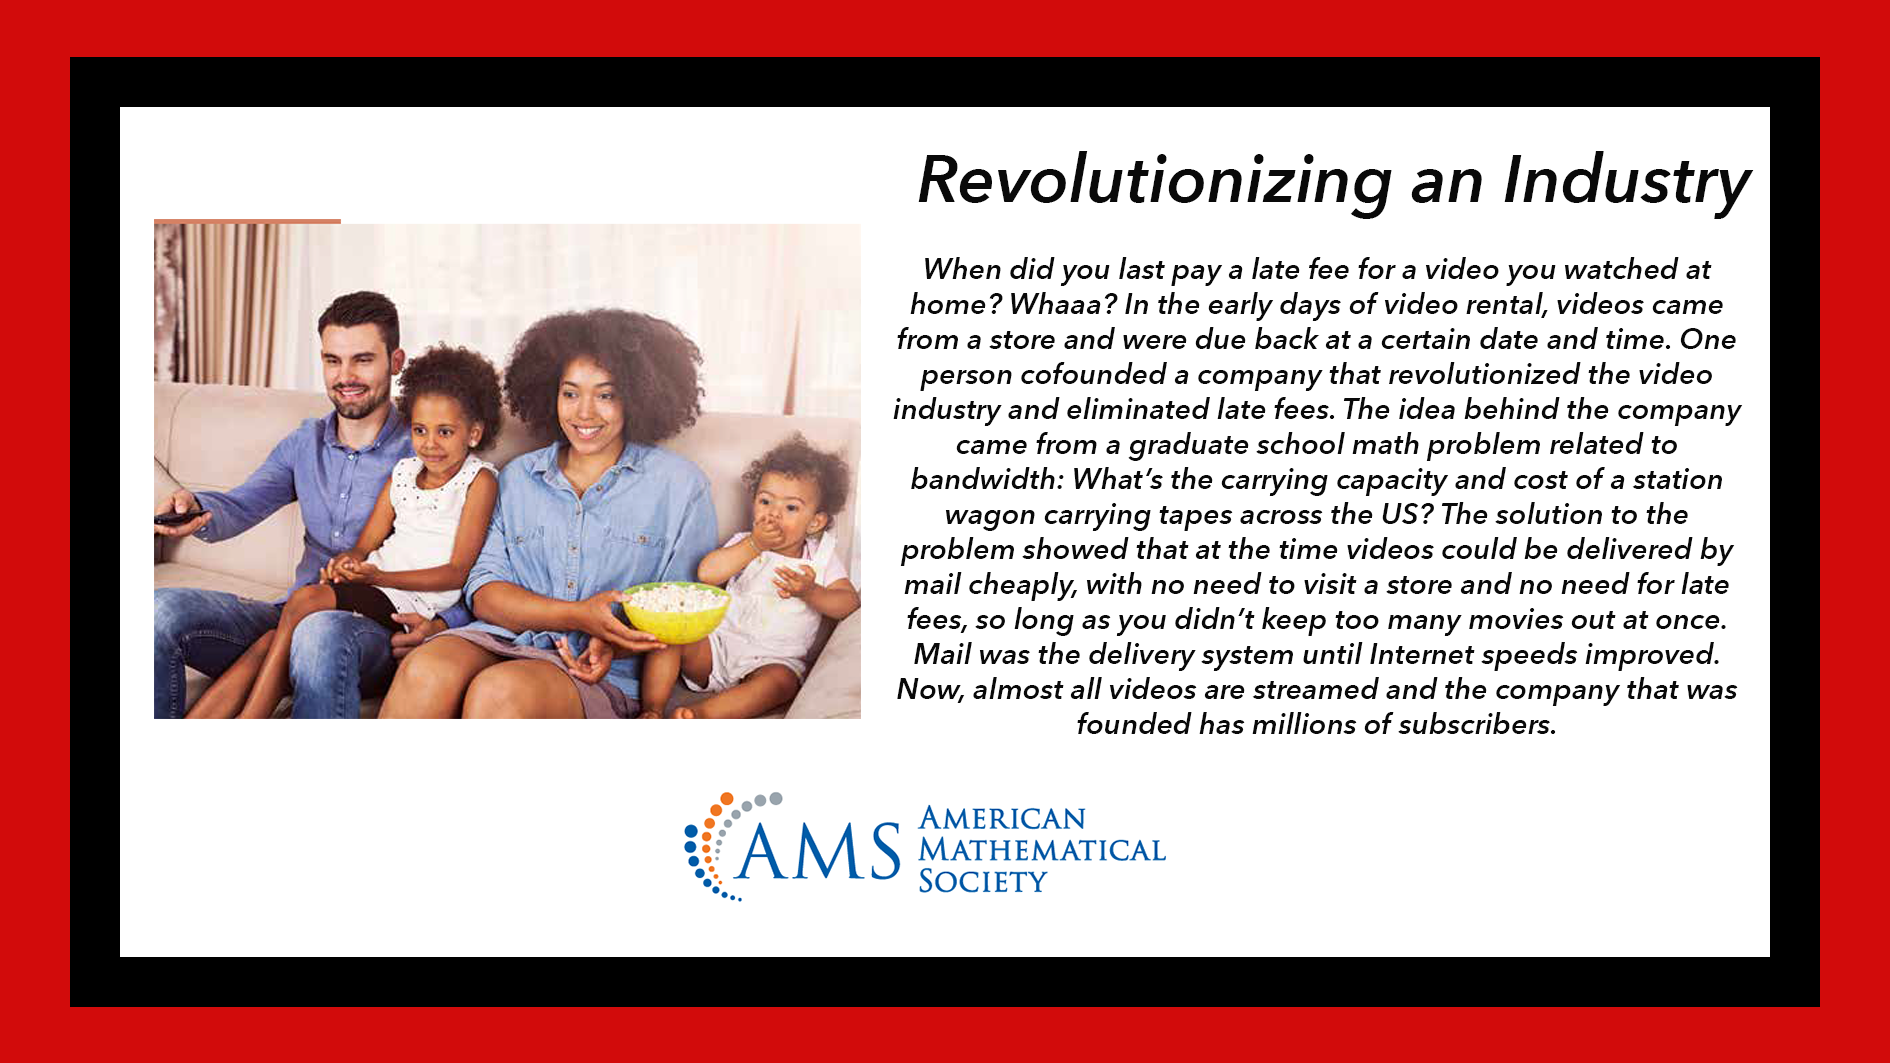 Revolutionizing an Industry
When did you last pay a late fee for a video you watched at
home? Whaaa? In the early days of video rental, videos came
from a store and were due back at a certain date and time. One
person cofounded a company that revolutionized the video
industry and eliminated late fees. The idea behind the company
came from a graduate school math problem related to
bandwidth: What’s the carrying capacity and cost of a station
wagon carrying tapes across the US? The solution to the
problem showed that at the time videos could be delivered by
mail cheaply, with no need to visit a store and no need for late
fees, so long as you didn’t keep too many movies out at once.
Mail was the delivery system until Internet speeds improved.
Now, almost all videos are streamed and the company that was
founded has millions of subscribers.
AMS
AMERICAN
MATHEMATICAL
SOCIETY